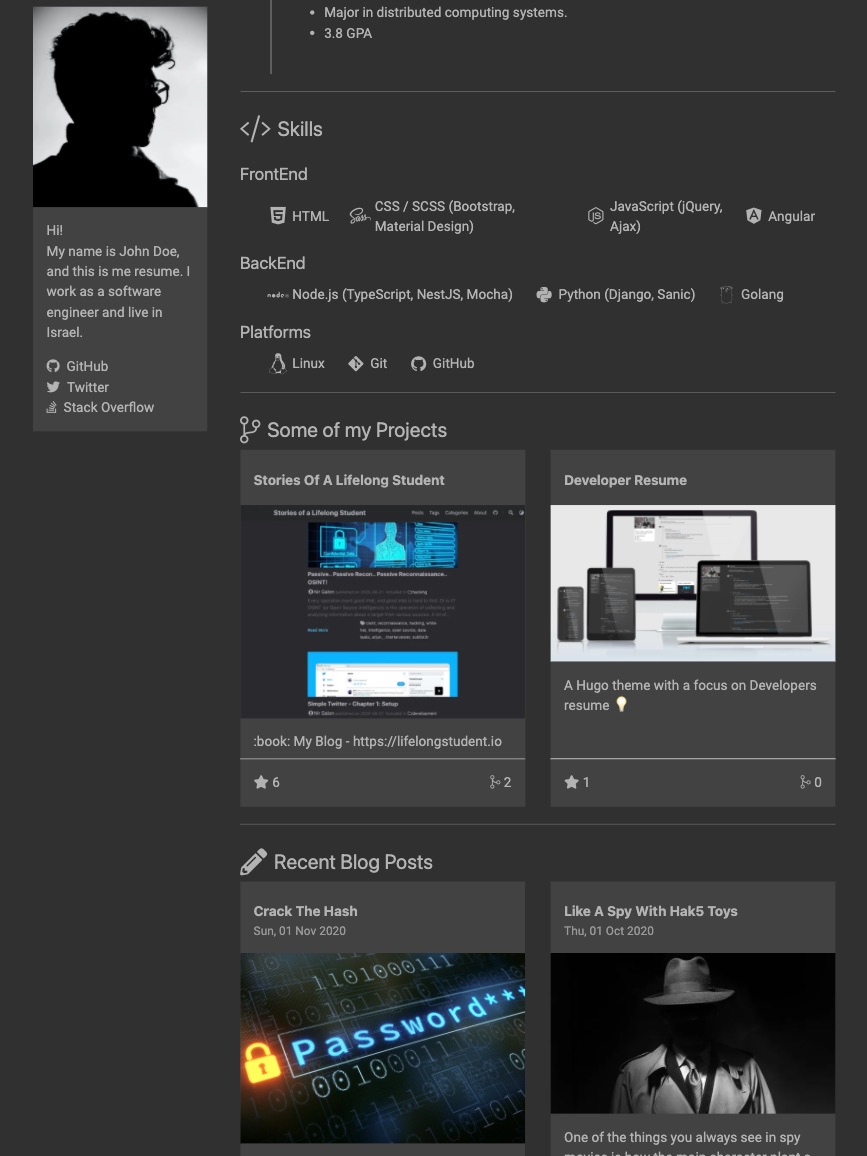 Major in distributed computing systems.
3.8 GPA
Hi!
My name is John Doe,
and this is me resume. I
work as a software
engineer and live in
Israel.
GitHub
Twitter
Stack Overflow
</> Skills
FrontEnd
HTML
CSS / SCSS (Bootstrap,
Material Design)
JavaScript (jQuery,
Ajax)
Angular
BackEnd
Node.js (TypeScript, NestJS, Mocha)
Python (Django, Sanic)
Golang
Platforms
Linux
Git
GitHub
Some of my Projects
Stories Of A Lifelong Student
Stories of a Lifelong Student
Posts Tags Categories About
Passive.. Passive Recon.. Passive Reconnaissance..
OSINT!
Read More
Simple Twitter - Chapter 1: Setup
:book: My Blog - https://lifelongstudent.io
6
2
Developer Resume
A Hugo theme with a focus on Developers
resume 💡
1
0
Recent Blog Posts
Crack The Hash
Sun, 01 Nov 2020
1101000111
Password***
Like A Spy With Hak5 Toys
Thu, 01 Oct 2020
One of the things you always see in spy